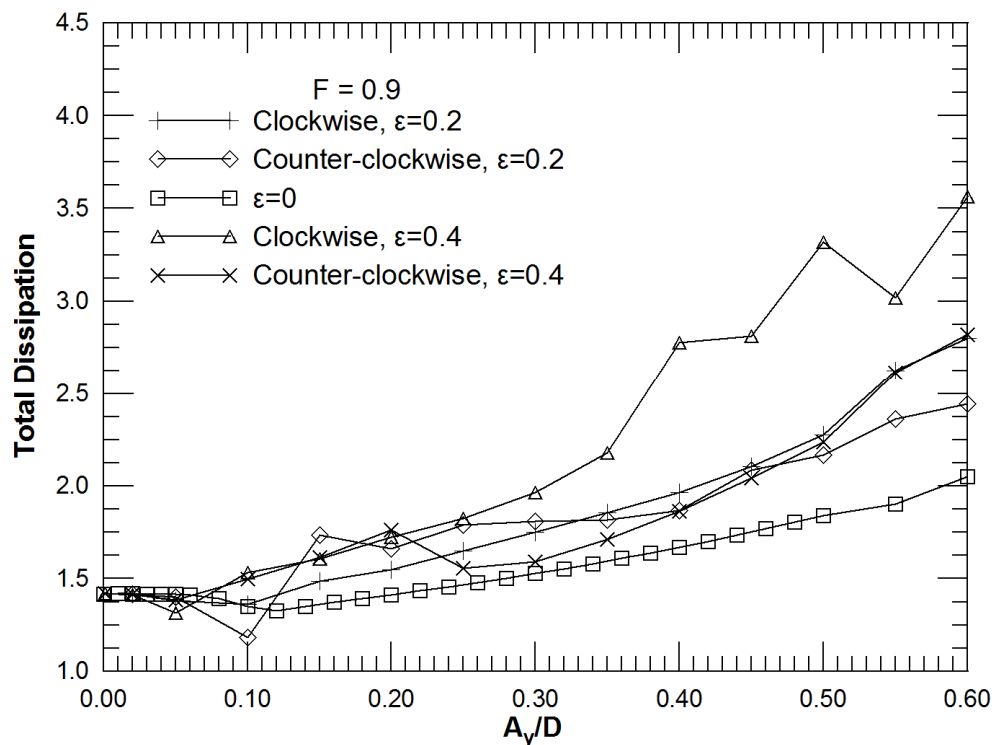 4.5
4.0
3.5
3.0
2.5
2.0
1.5
1.0
Total Dissipation
F = 0.9
Clockwise, ε=0.2
Counter-clockwise, ε=0.2
ε=0
Clockwise, ε=0.4
Counter-clockwise, ε=0.4
0.00 0.10 0.20 0.30 0.40 0.50 0.60
Ay/D